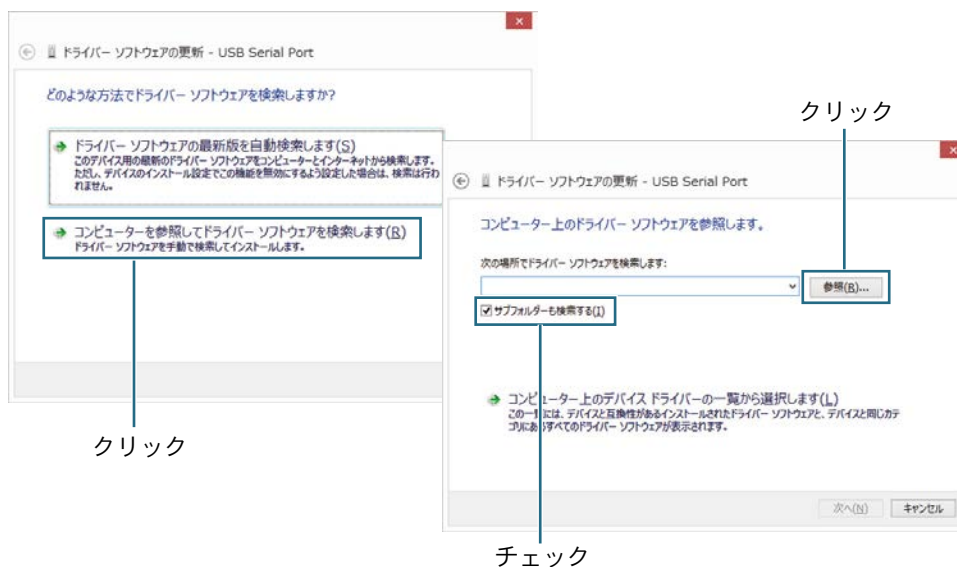 ドライバー ソフトウェアの更新 - USB Serial Port
どのような方法でドライバー ソフトウェアを検索しますか?
ドライバー ソフトウェアの最新版を自動検索します(S)
このデバイス用の最新のドライバー ソフトウェアをコンピューターとインターネットから検索します。
ただし、デバイスのインストール設定でこの機能を無効にするよう設定した場合は、検索は行わ
れません。
コンピューターを参照してドライバー ソフトウェアを検索します(R)
ドライバー ソフトウェアを手動で検索してインストールします。
クリック
クリック
ドライバー ソフトウェアの更新 - USB Serial Port
コンピューター上のドライバー ソフトウェアを参照します。
次の場所でドライバー ソフトウェアを検索します:
参照(R)...
サブフォルダーも検索する(I)
コンピューター上のデバイス ドライバーの一覧から選択します(L)
この一覧には、デバイスと互換性があるインストールされたドライバー ソフトウェアと、デバイスと同じカテ
ゴリにあるすべてのドライバー ソフトウェアが表示されます。
次へ(N)
キャンセル
チェック